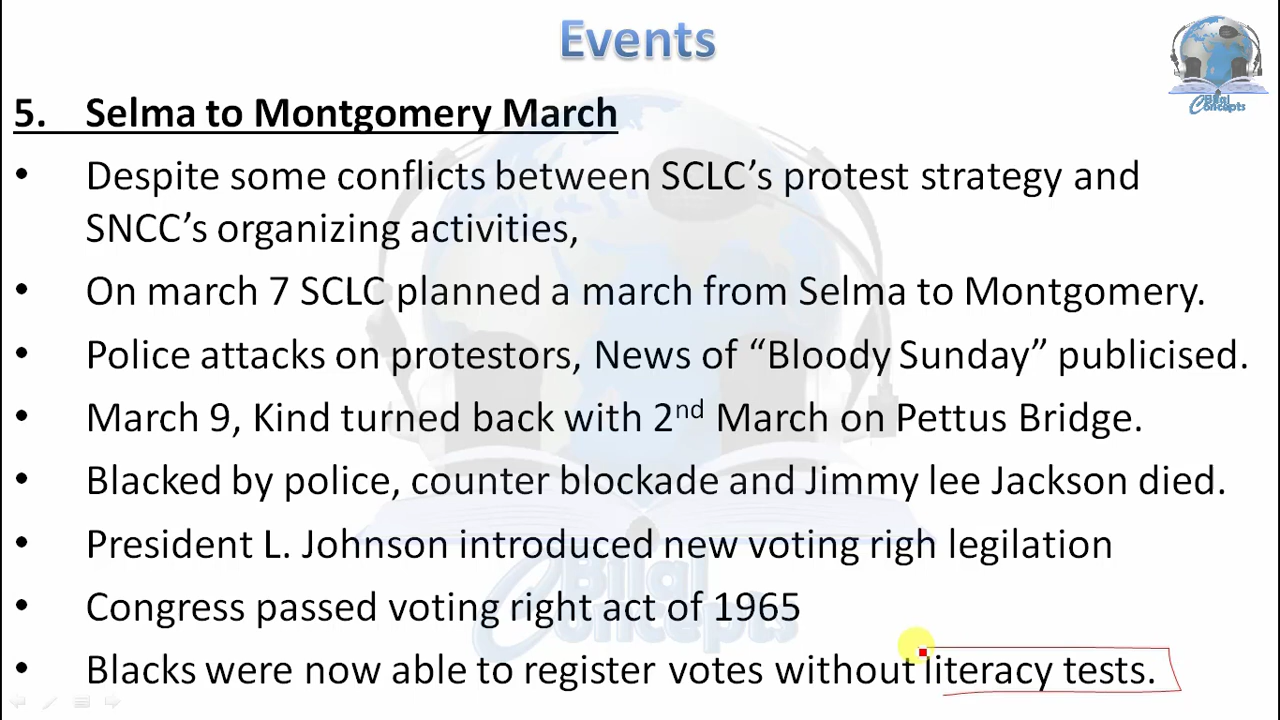 Events
5. Selma to Montgomery March
• Despite some conflicts between SCLC’s protest strategy and
SNCC’s organizing activities,
• On march 7 SCLC planned a march from Selma to Montgomery.
• Police attacks on protestors, News of “Bloody Sunday” publicised.
• March 9, Kind turned back with 2nd March on Pettus Bridge.
• Blacked by police, counter blockade and Jimmy lee Jackson died.
• President L. Johnson introduced new voting righ legilation
• Congress passed voting right act of 1965
• Blacks were now able to register votes without literacy tests.
Bilal
Concepts
Bilal
Concepts